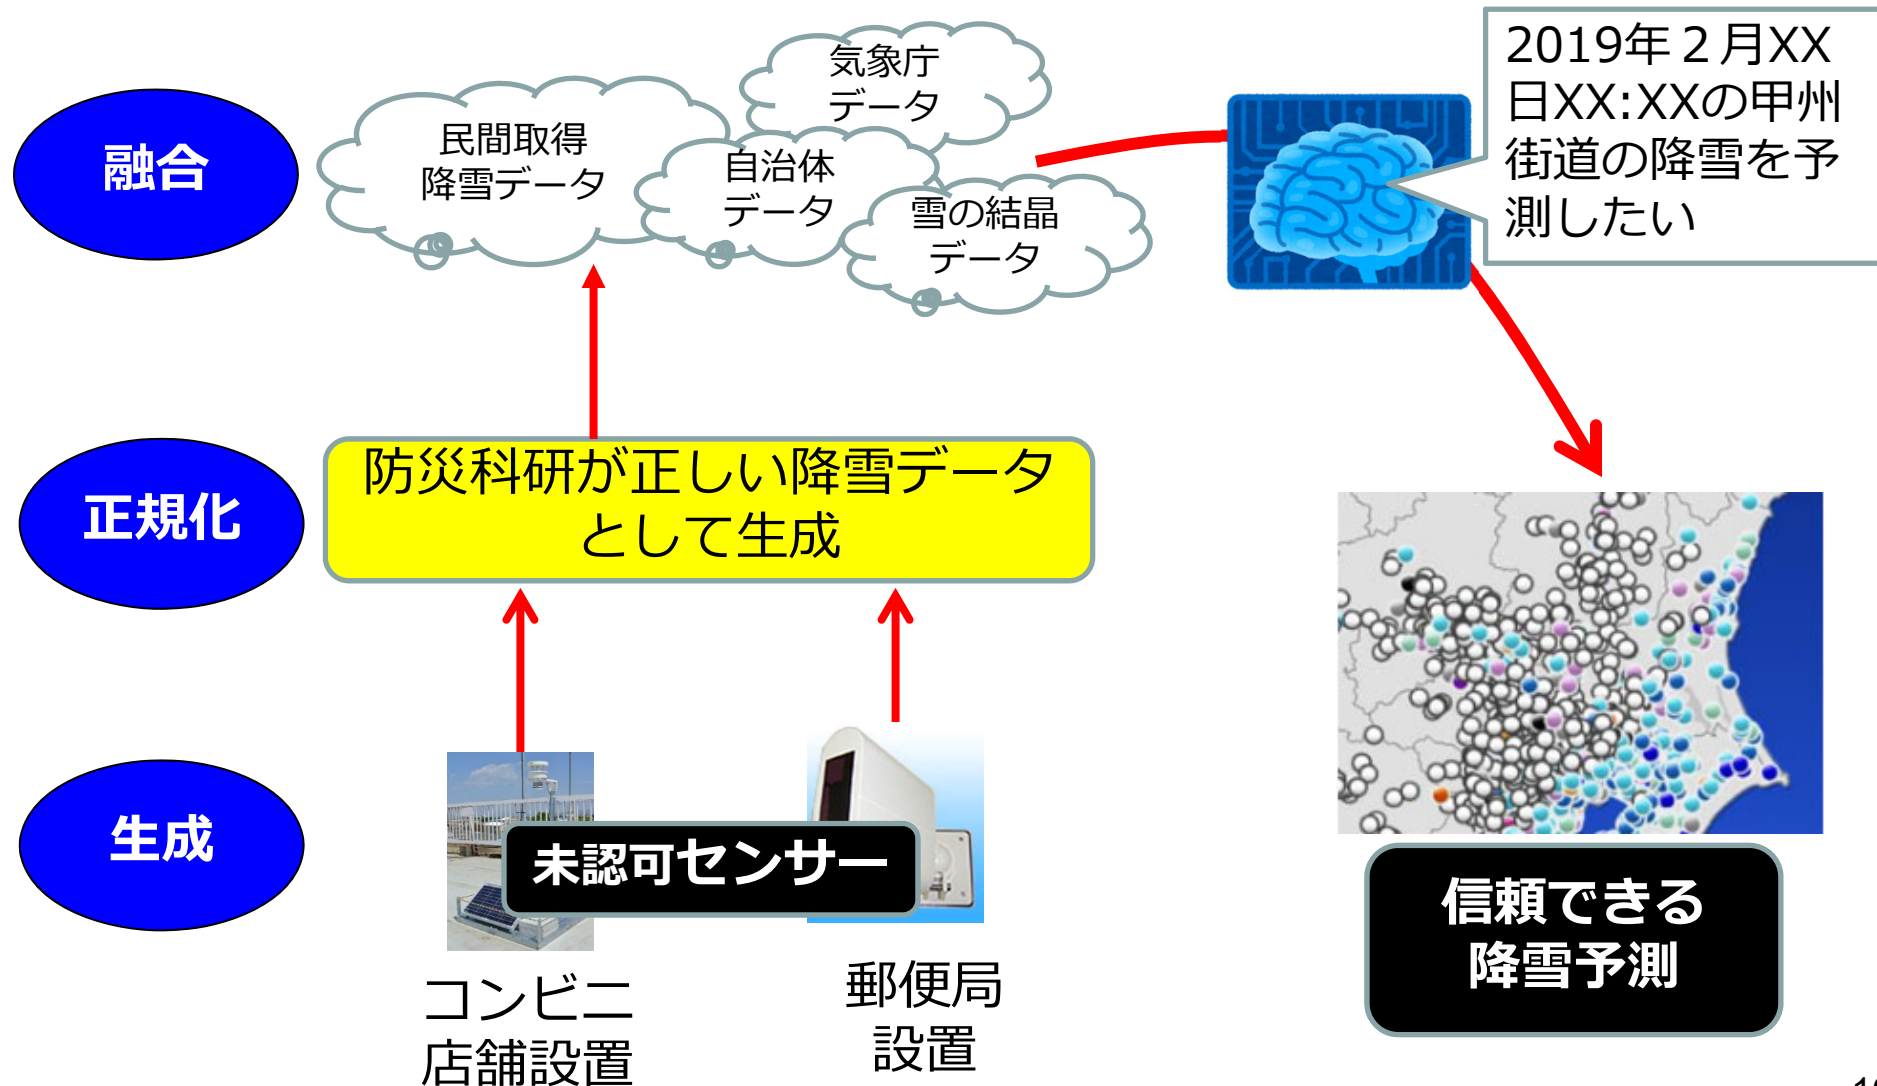 融合
民間取得
降雪データ
気象庁
データ
自治体
データ
雪の結晶
データ
2019年２月XX
日XX:XXの甲州
街道の降雪を予
測したい
正規化
防災科研が正しい降雪データ
として生成
生成
未認可センサー
コンビニ
店舗設置
郵便局
設置
信頼できる
降雪予測